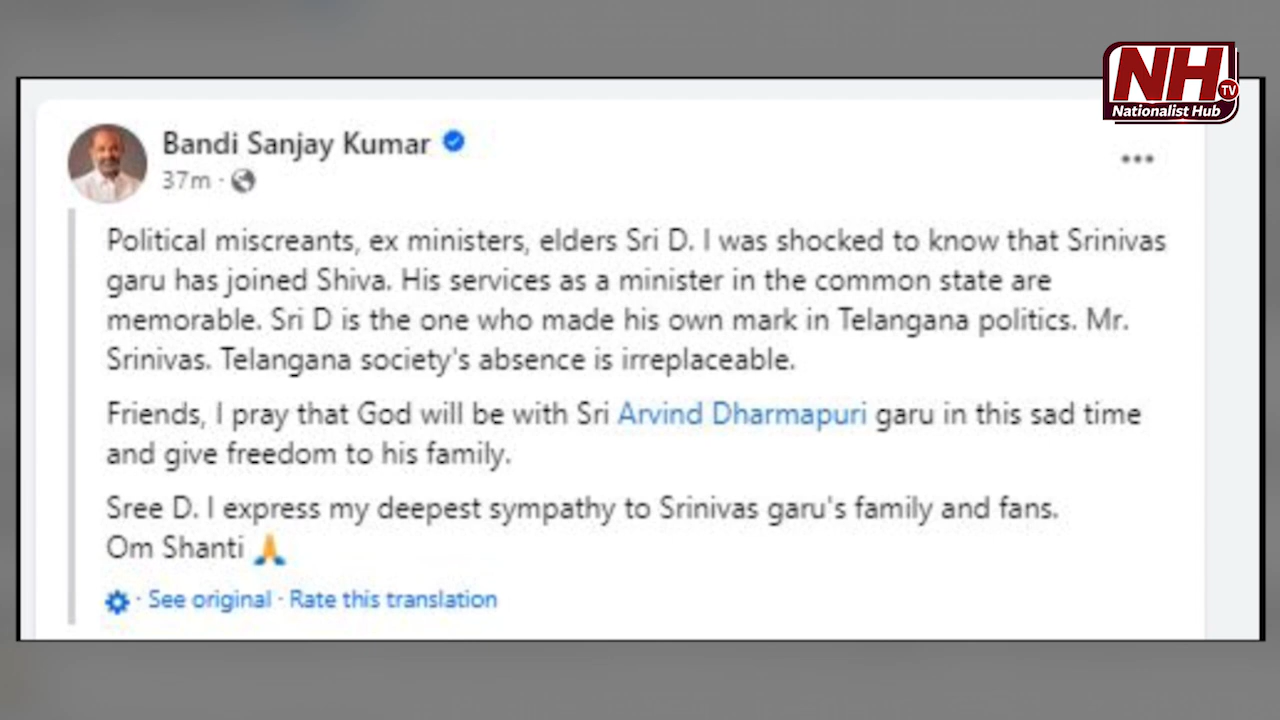 NH
TV
Nationalist Hub
Bandi Sanjay Kumar
37m ·
Political miscreants, ex ministers, elders Sri D. I was shocked to know that Srinivas
garu has joined Shiva. His services as a minister in the common state are
memorable. Sri D is the one who made his own mark in Telangana politics. Mr.
Srinivas. Telangana society's absence is irreplaceable.
Friends, I pray that God will be with Sri Arvind Dharmapuri garu in this sad time
and give freedom to his family.
Sree D. I express my deepest sympathy to Srinivas garu's family and fans.
Om Shanti 🙏
· See original · Rate this translation